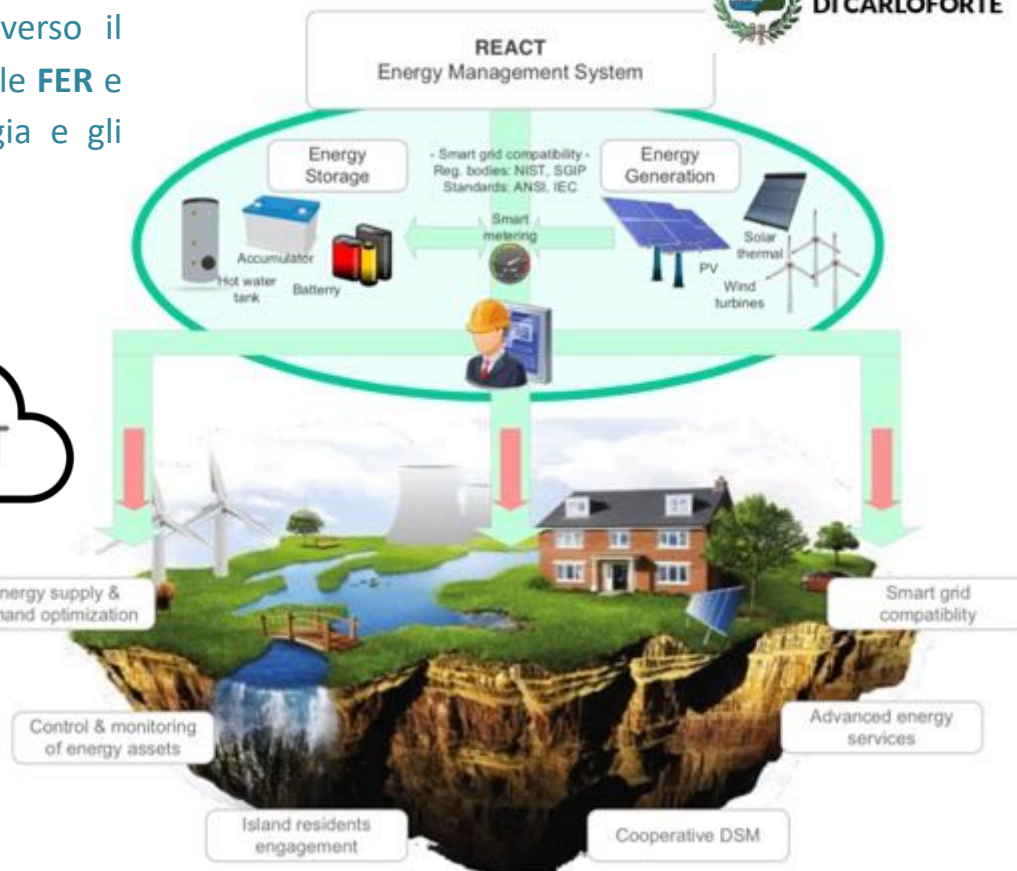 verso il
le FER e
gia e gli
DI CARLOFORTE
REACT
Energy Management System
Energy
Storage
- Smart grid compatibility -
Reg. bodies: NIST, SGIP
Standards: ANSI, IEC
Energy
Generation
Smart
metering
Accumulator
Hot water
tank
Batterry
Solar
thermal
PV
Wind
turbines
nergy supply &
mand optimization
Smart grid
compatiblity
Control & monitoring
of energy assets
Advanced energy
services
Island residents
engagement
Cooperative DSM